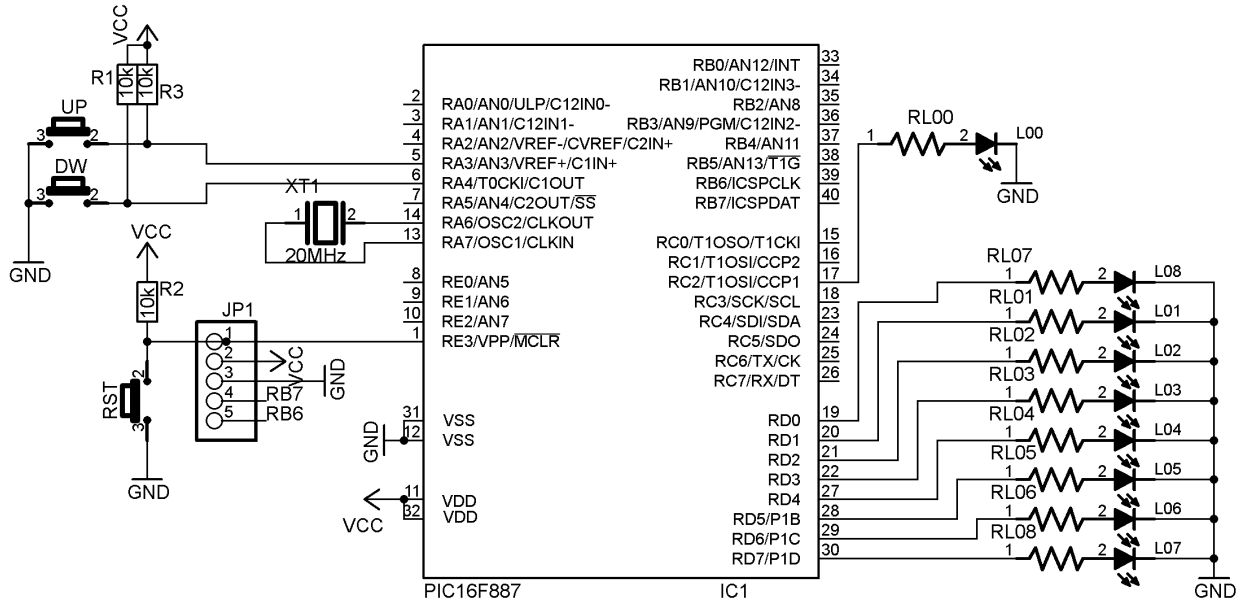 VCC
R1
10k
10k
R3
UP
3
2
DW
3
2
GND
VCC
R2
10k
JP1
1
2
3
4
5
VCC
GND
RB7
RB6
RST
2
3
GND
XT1
1
2
20MHz
GND
VCC
2 RA0/AN0/ULP/C12IN0-
3 RA1/AN1/C12IN1-
4 RA2/AN2/VREF-/CVREF/C2IN+
5 RA3/AN3/VREF+/C1IN+
6 RA4/T0CKI/C1OUT
7 RA5/AN4/C2OUT/SS
14 RA6/OSC2/CLKOUT
13 RA7/OSC1/CLKIN
8 RE0/AN5
9 RE1/AN6
10 RE2/AN7
1 RE3/VPP/MCLR
31 VSS
12 VSS
11 VDD
32 VDD
RB0/AN12/INT 33
RB1/AN10/C12IN3- 34
RB2/AN8 35
RB3/AN9/PGM/C12IN2- 36
RB4/AN11 37
RB5/AN13/T1G 38
RB6/ICSPCLK 39
RB7/ICSPDAT 40
RC0/T1OSO/T1CKI 15
RC1/T1OSI/CCP2 16
RC2/T1OSI/CCP1 17
RC3/SCK/SCL 18
RC4/SDI/SDA 23
RC5/SDO 24
RC6/TX/CK 25
RC7/RX/DT 26
RD0 19
RD1 20
RD2 21
RD3 22
RD4 27
RD5/P1B 28
RD6/P1C 29
RD7/P1D 30
PIC16F887
IC1
RL00
1 2 L00
GND
RL07
1 2 L08
RL01
1 2 L01
RL02
1 2 L02
RL03
1 2 L03
RL04
1 2 L04
RL05
1 2 L05
RL06
1 2 L06
RL08
1 2 L07
GND